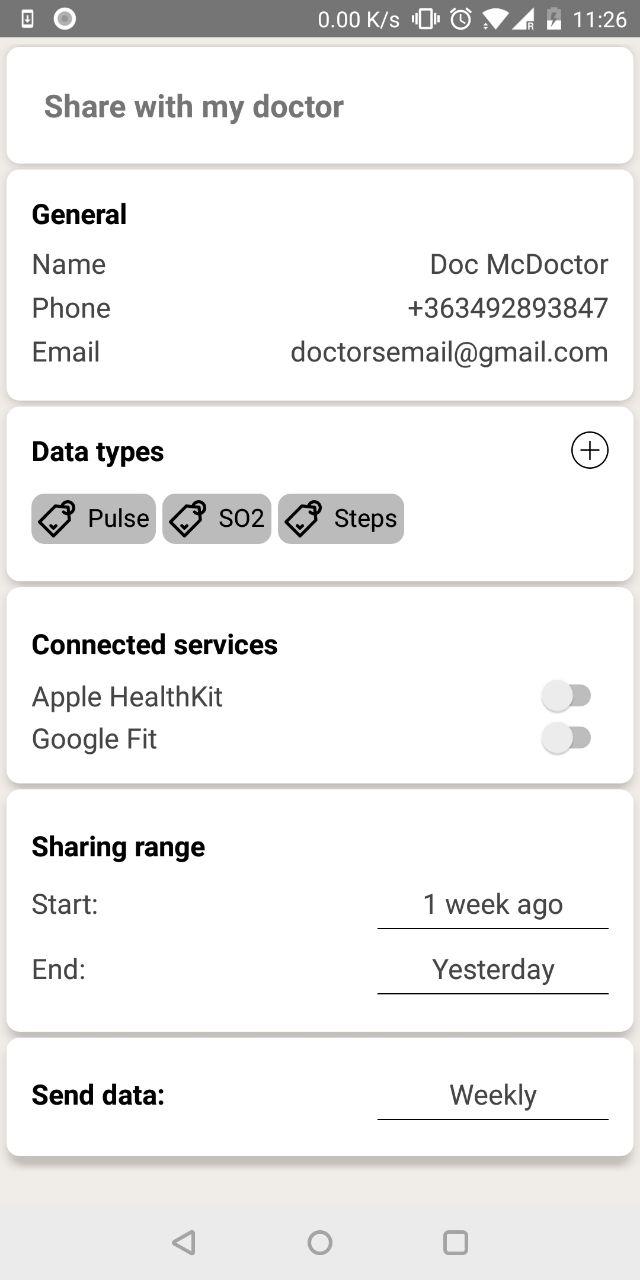 0.00 K/s 11:26
Share with my doctor
General
Name Doc McDoctor
Phone +363492893847
Email doctorsemail@gmail.com
Data types
Pulse SO2 Steps
Connected services
Apple HealthKit
Google Fit
Sharing range
Start: 1 week ago
End: Yesterday
Send data: Weekly